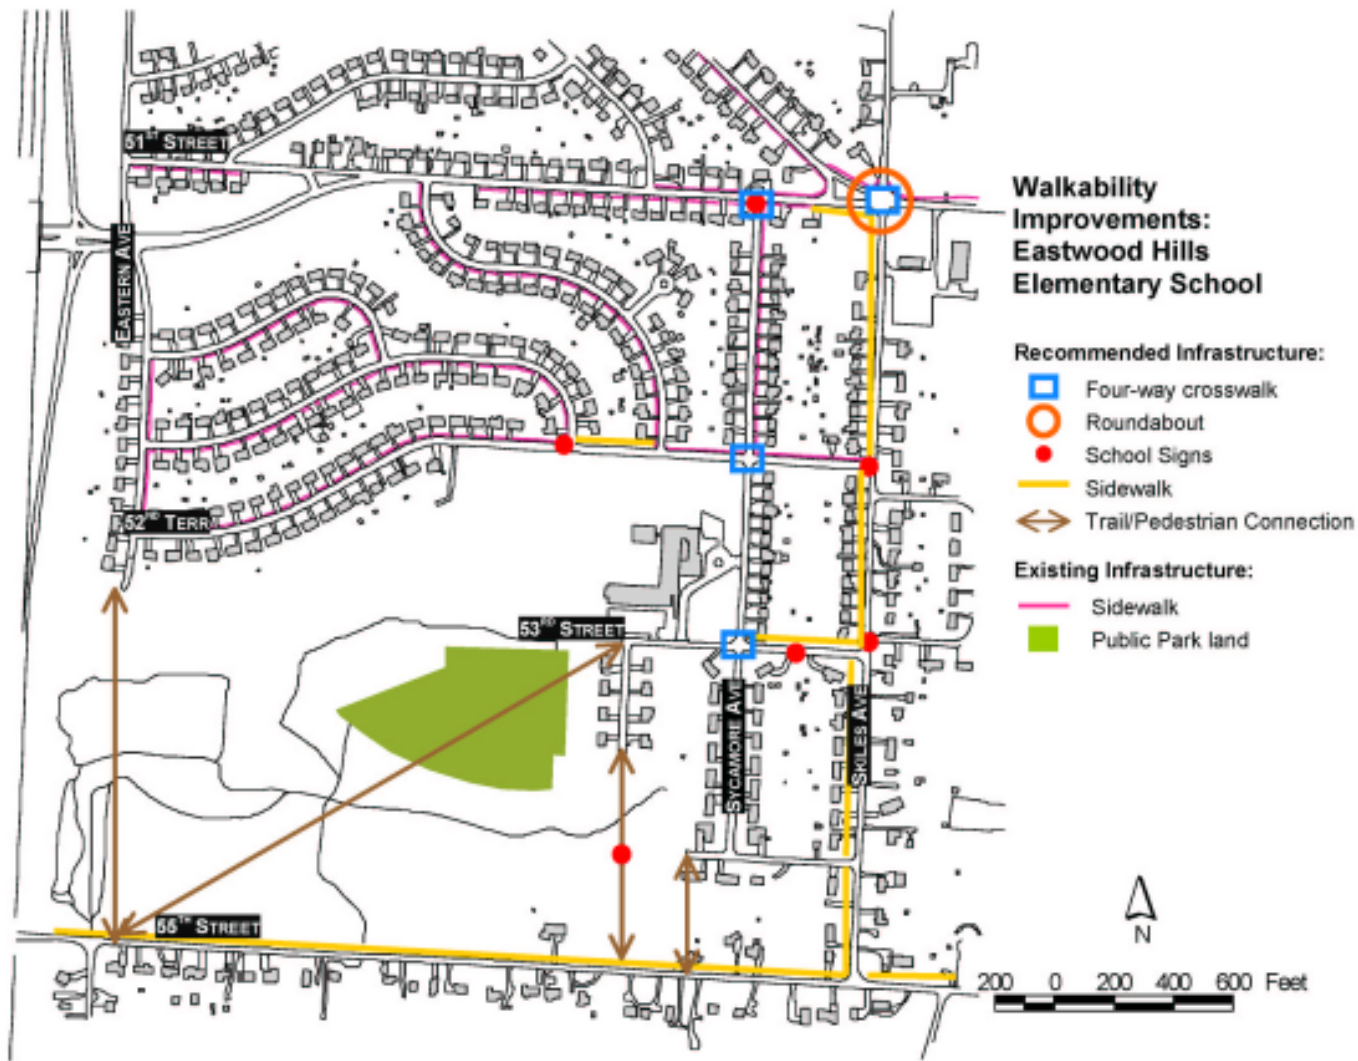 51ST STREET
EASTERN AVE
52ND TERR
53RD STREET
SYCAMORE AVE
SKILES AVE
55TH STREET
Walkability
Improvements:
Eastwood Hills
Elementary School
Recommended Infrastructure:
Four-way crosswalk
Roundabout
School Signs
Sidewalk
Trail/Pedestrian Connection
Existing Infrastructure:
Sidewalk
Public Park land
N
200 0 200 400 600 Feet